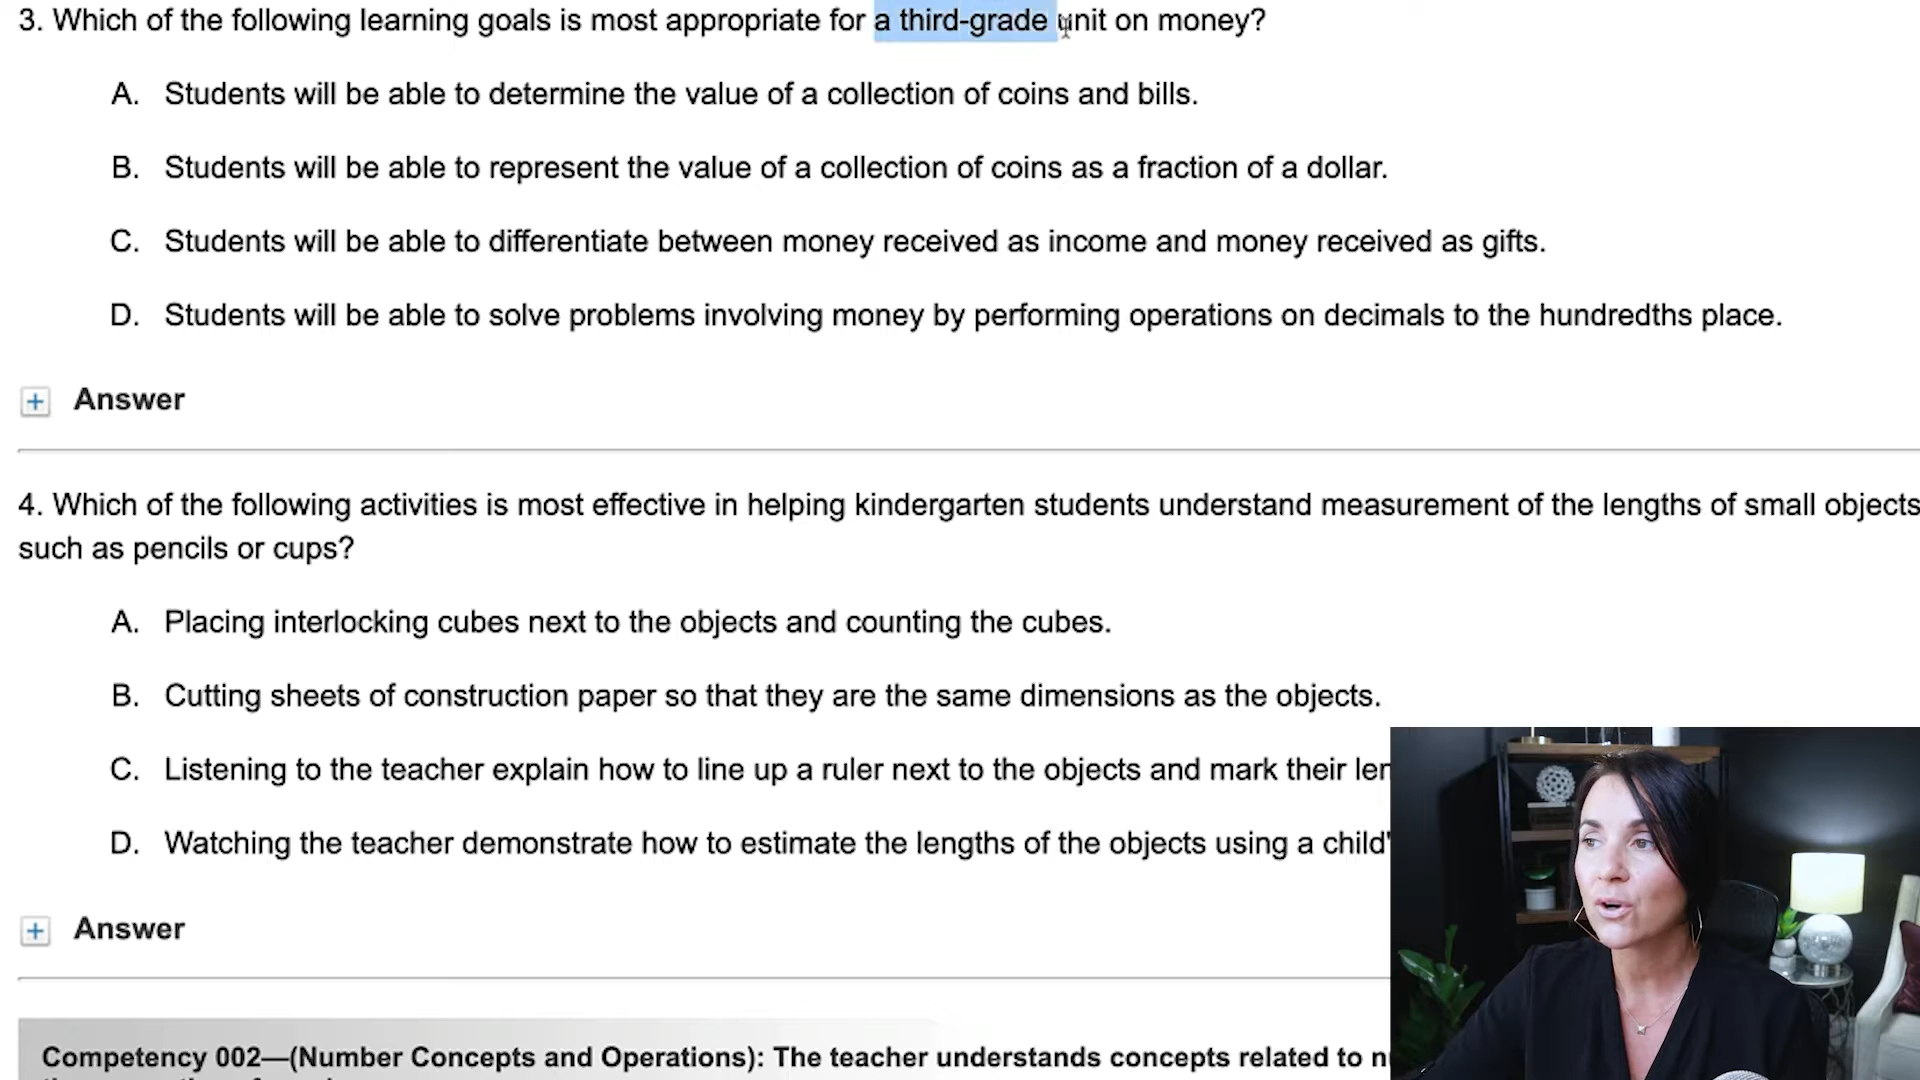 3. Which of the following learning goals is most appropriate for a third-grade unit on money?
A. Students will be able to determine the value of a collection of coins and bills.
B. Students will be able to represent the value of a collection of coins as a fraction of a dollar.
C. Students will be able to differentiate between money received as income and money received as gifts.
D. Students will be able to solve problems involving money by performing operations on decimals to the hundredths place.
+ Answer
4. Which of the following activities is most effective in helping kindergarten students understand measurement of the lengths of small objects
such as pencils or cups?
A. Placing interlocking cubes next to the objects and counting the cubes.
B. Cutting sheets of construction paper so that they are the same dimensions as the objects.
C. Listening to the teacher explain how to line up a ruler next to the objects and mark their
D. Watching the teacher demonstrate how to estimate the lengths of the objects using a child'
+ Answer
Competency 002—(Number Concepts and Operations): The teacher understands concepts related to